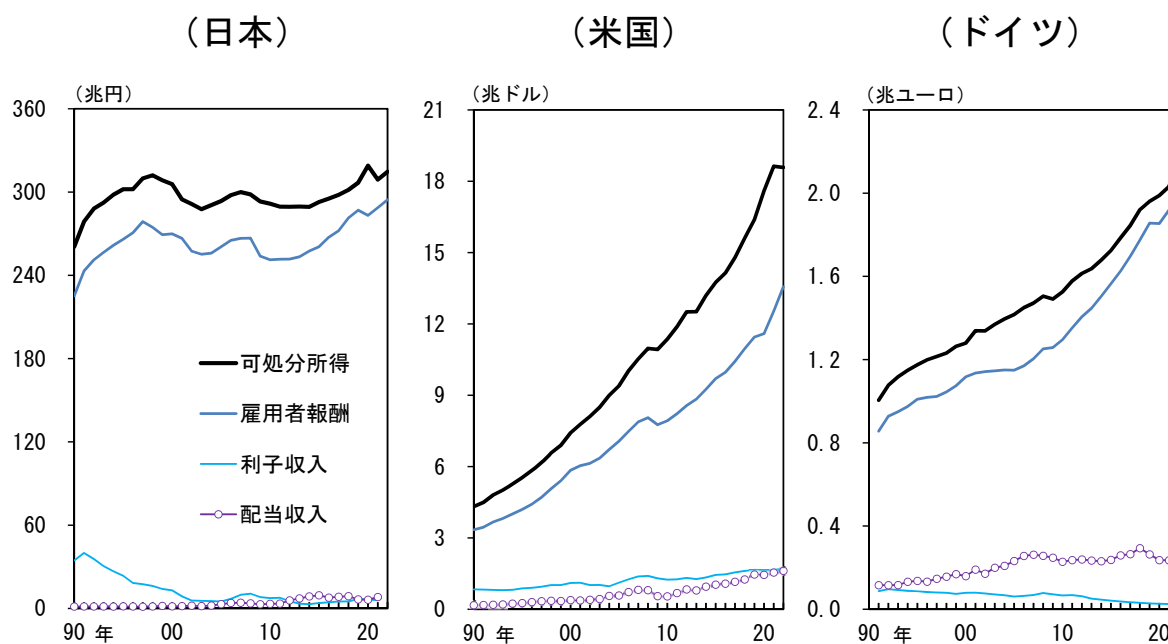 （日本）
（兆円）
360
300
240
180
120
60
0
90 年 00 10 20
可処分所得
雇用者報酬
利子収入
配当収入
（米国）
（兆ドル）
21
18
15
12
9
6
3
0
90 年 00 10 20
（ドイツ）
（兆ユーロ）
2.4
2.0
1.6
1.2
0.8
0.4
0.0
90 年 00 10 20